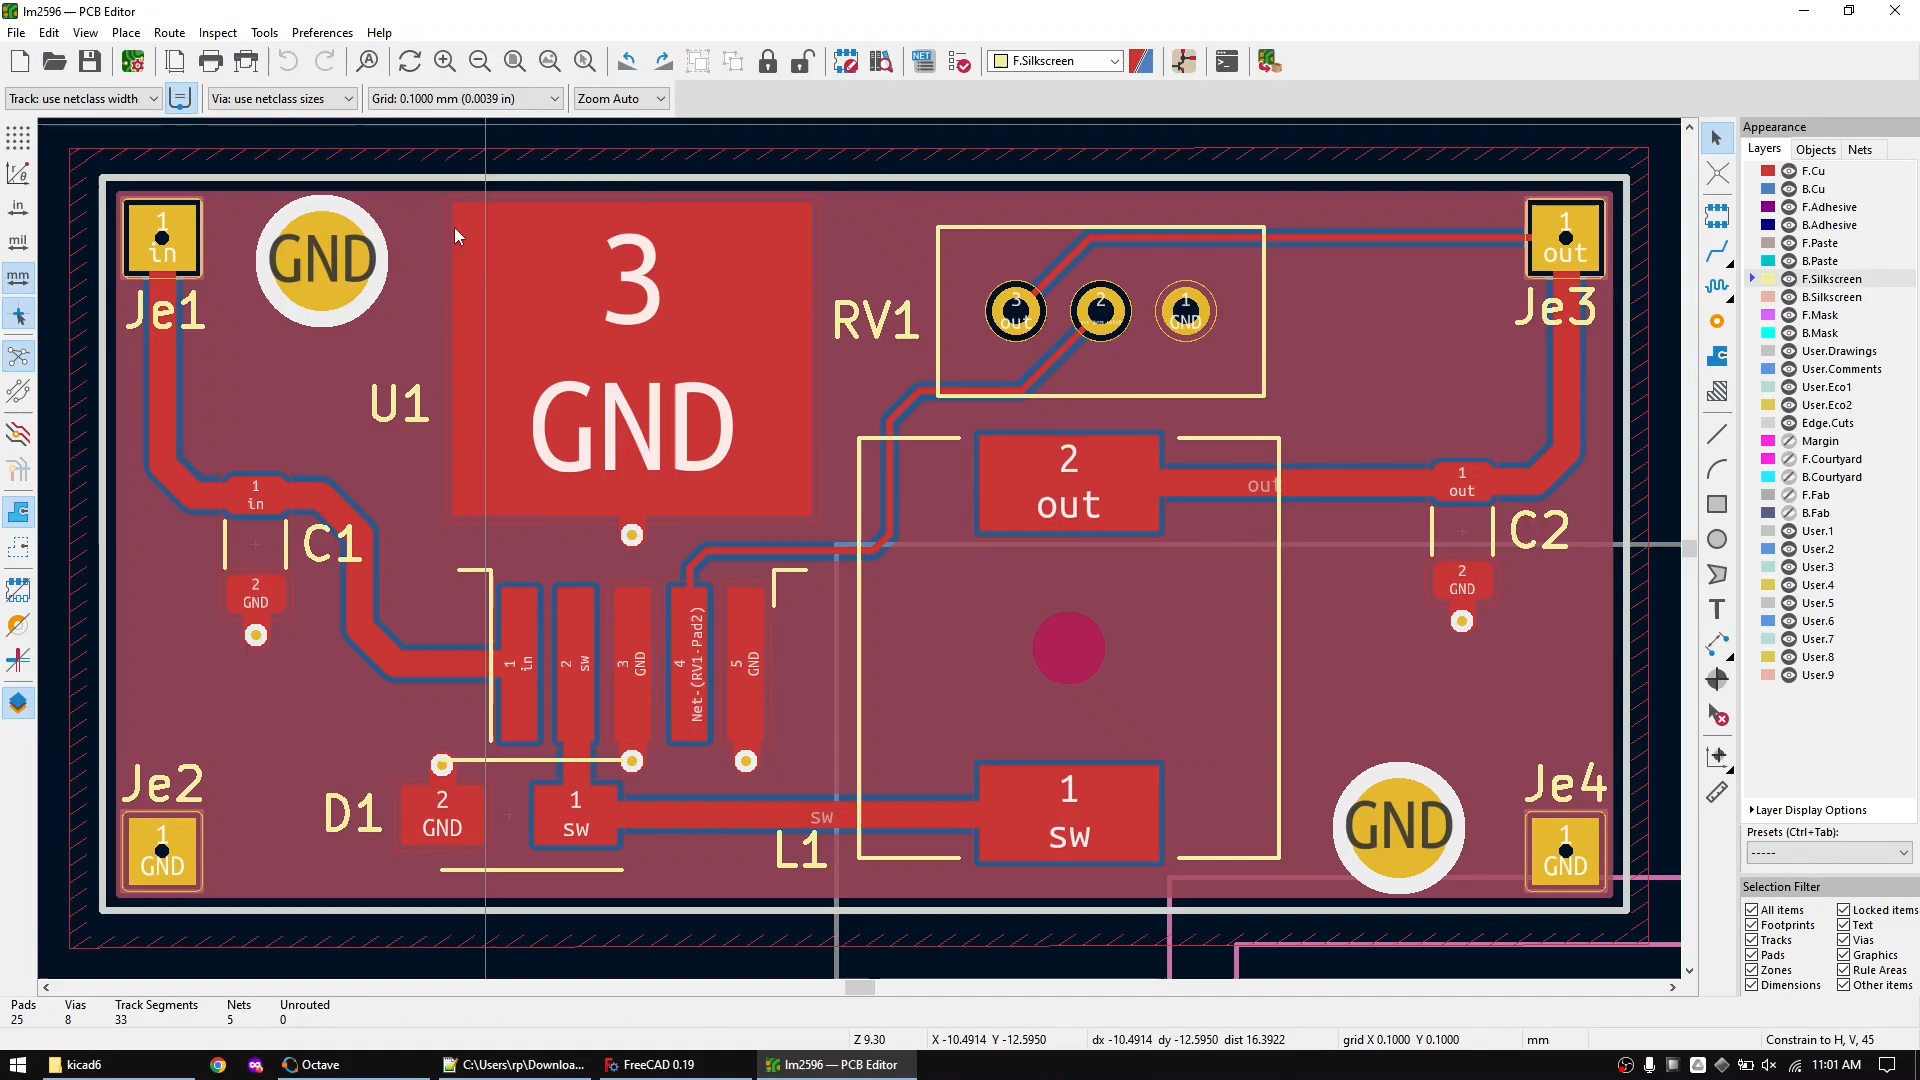 lm2596 — PCB Editor
File Edit View Place Route Inspect Tools Preferences Help
F.Silkscreen
Track: use netclass width Via: use netclass sizes Grid: 0.1000 mm (0.0039 in) Zoom Auto
in
mil
mm
NET
1
in
Je1
GND
3
GND
U1
RV1
3
out
2
1
GND
1
out
Je3
1
in
C1
2
GND
2
out
out
1
out
C2
2
GND
1
in
2
sw
3
GND
4
Net-(RV1-Pad2)
5
GND
Je2
1
GND
D1
2
GND
1
sw
sw
L1
1
sw
GND
Je4
1
GND
Appearance
Layers Objects Nets
F.Cu
B.Cu
F.Adhesive
B.Adhesive
F.Paste
B.Paste
F.Silkscreen
B.Silkscreen
F.Mask
B.Mask
User.Drawings
User.Comments
User.Eco1
User.Eco2
Edge.Cuts
Margin
F.Courtyard
B.Courtyard
F.Fab
B.Fab
User.1
User.2
User.3
User.4
User.5
User.6
User.7
User.8
User.9
Layer Display Options
Presets (Ctrl+Tab):
-----
Selection Filter
All items Locked items
Footprints Text
Tracks Vias
Pads Graphics
Zones Rule Areas
Dimensions Other items
Pads Vias Track Segments Nets Unrouted
25 8 33 5 0
Z 9.30 X -10.4914 Y -12.5950 dx -10.4914 dy -12.5950 dist 16.3922 grid X 0.1000 Y 0.1000 mm Constrain to H, V, 45
kicad6 Octave C:\Users\rp\Downloa... FreeCAD 0.19 lm2596 — PCB Editor 11:01 AM